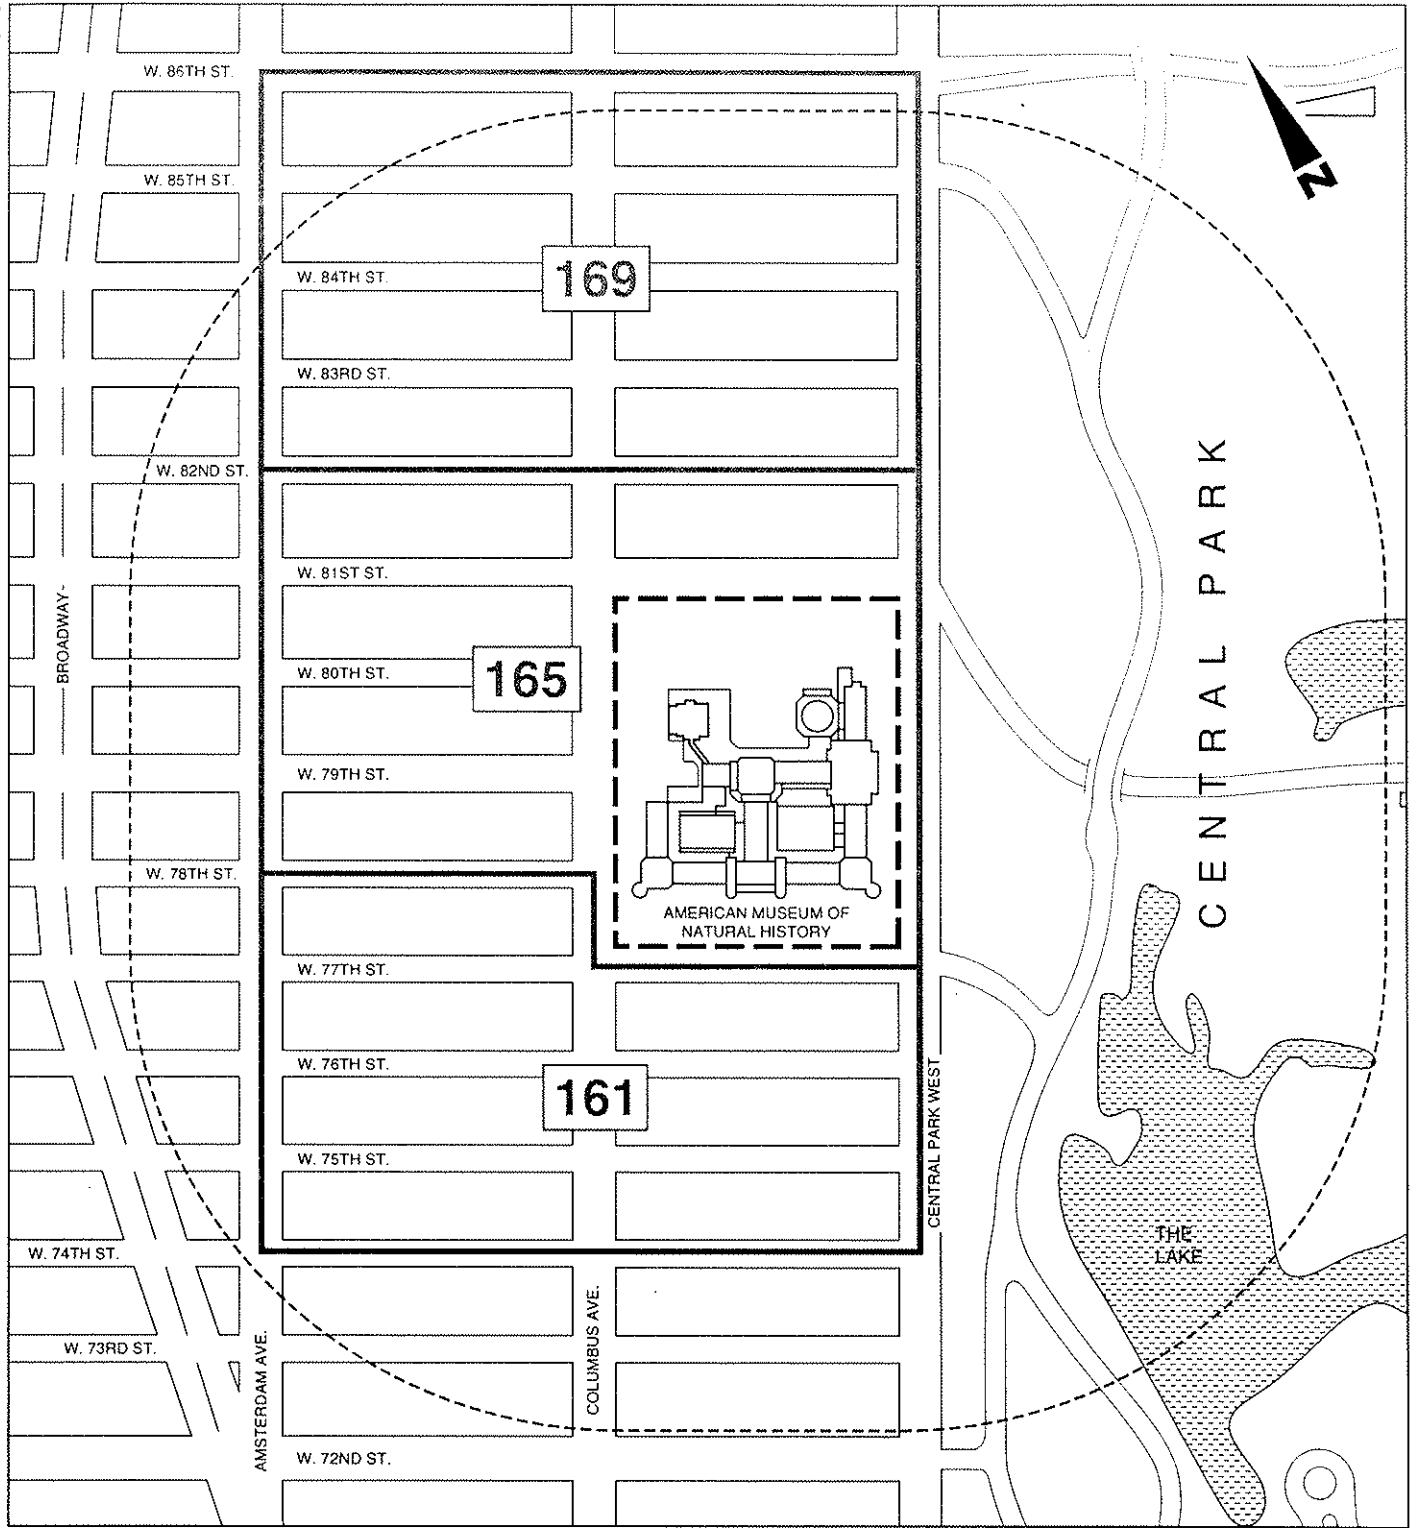 W. 86TH ST.
N
W. 85TH ST.
W. 84TH ST.
169
W. 83RD ST.
W. 82ND ST.
CENTRAL PARK
W. 81ST ST.
BROADWAY
W. 80TH ST.
165
W. 79TH ST.
W. 78TH ST.
AMERICAN MUSEUM OF
NATURAL HISTORY
W. 77TH ST.
W. 76TH ST.
161
CENTRAL PARK WEST
W. 75TH ST.
W. 74TH ST.
THE
LAKE
COLUMBUS AVE.
W. 73RD ST.
AMSTERDAM AVE.
W. 72ND ST.